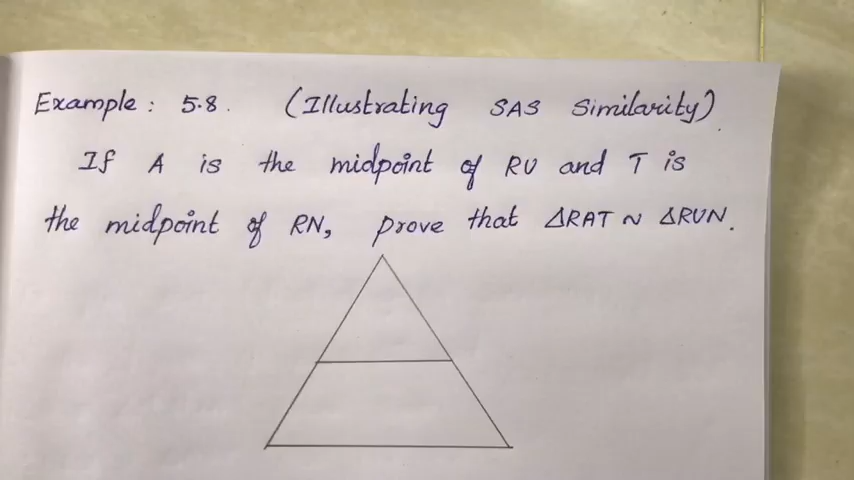 Example: 5.8. (Illustrating SAS Similarity)
If A is the midpoint of RU and T is
the midpoint of RN, prove that ΔRAT ~ ΔRUN.